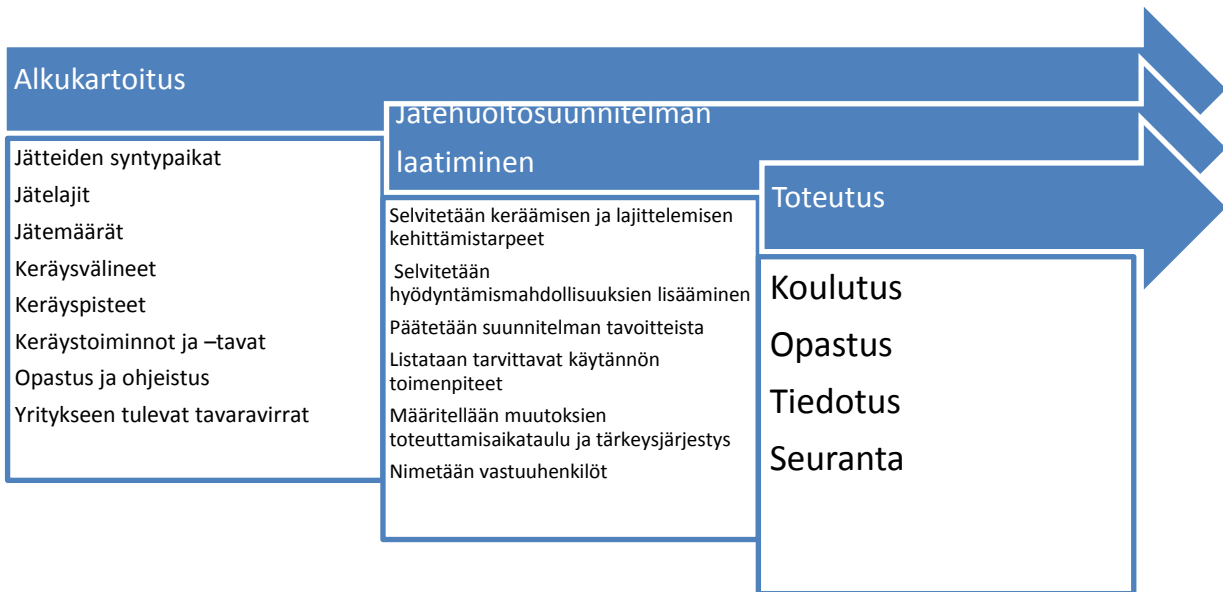 Alkukartoitus
Jätteiden syntypaikat
Jätelajit
Jätemäärät
Keräysvälineet
Keräyspisteet
Keräystoiminnot ja –tavat
Opastus ja ohjeistus
Yritykseen tulevat tavaravirrat
Jätehuoltosuunnitelman
laatiminen
Selvitetään keräämisen ja lajittelemisen
kehittämistarpeet
Selvitetään
hyödyntämismahdollisuuksien lisääminen
Päätetään suunnitelman tavoitteista
Listataan tarvittavat käytännön
toimenpiteet
Määritellään muutoksien
toteuttamisaikataulu ja tärkeysjärjestys
Nimetään vastuuhenkilöt
Toteutus
Koulutus
Opastus
Tiedotus
Seuranta